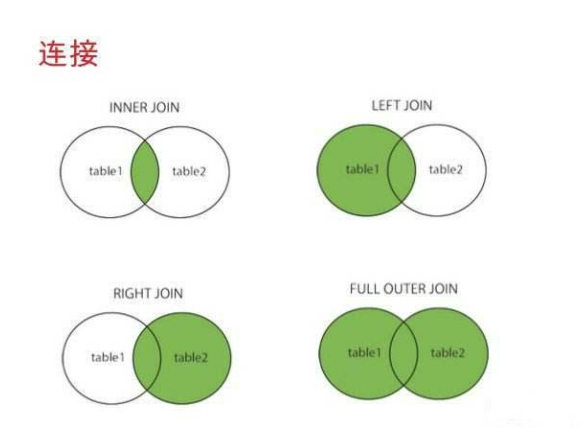 连接
INNER JOIN
table1
table2
LEFT JOIN
table1
table2
RIGHT JOIN
table1
table2
FULL OUTER JOIN
table1
table2